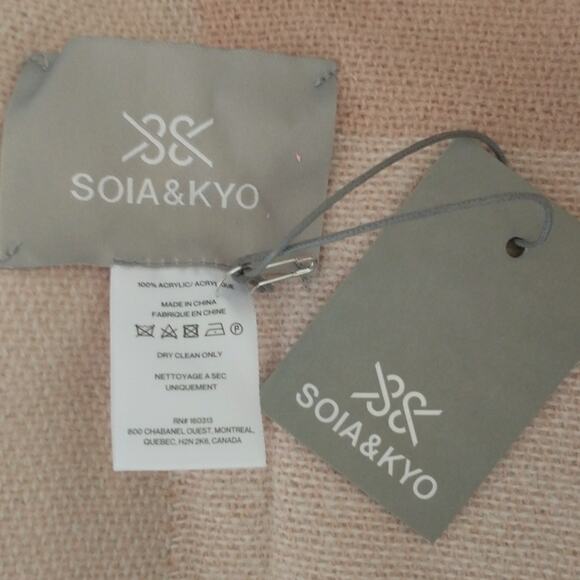 SOIA&KYO
100% ACRYLIC/ ACRYLIQUE
MADE IN CHINA
FABRIQUE EN CHINE
P
DRY CLEAN ONLY
NETTOYAGE A SEC
UNIQUEMENT
RN# 160313
800 CHABANEL OUEST, MONTREAL,
QUEBEC, H2N 2K6, CANADA
SOIA&KYO